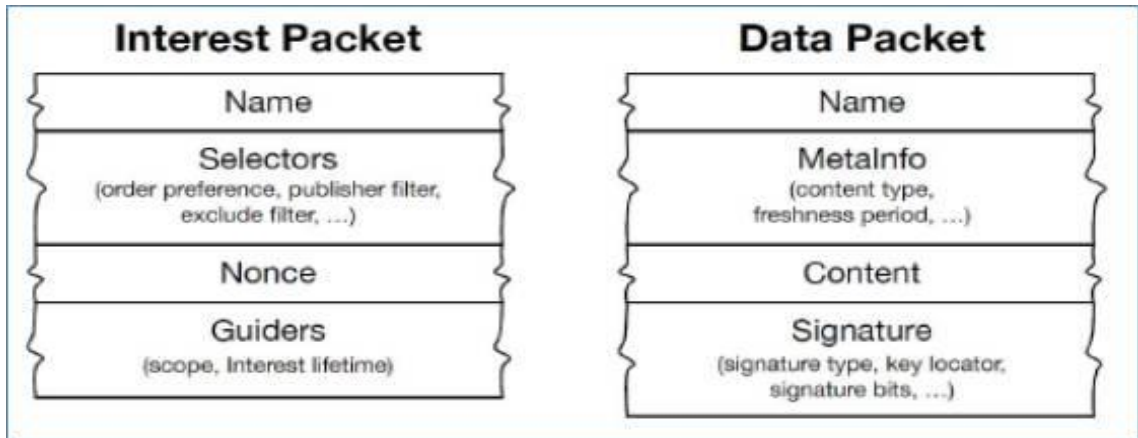 Interest Packet
Name
Selectors
(order preference, publisher filter,
exclude filter, ...)
Nonce
Guiders
(scope, Interest lifetime)
Data Packet
Name
MetaInfo
(content type,
freshness period, ...)
Content
Signature
(signature type, key locator,
signature bits, ...)